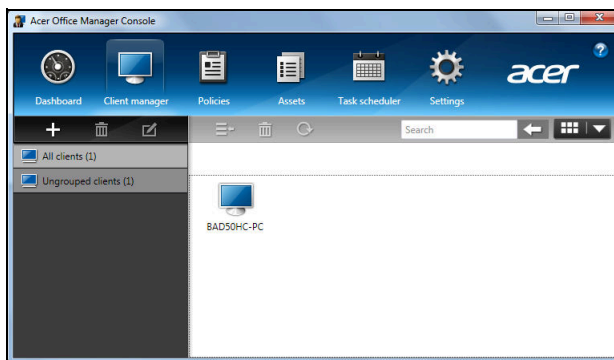 Acer Office Manager Console
?
acer
Dashboard Client manager Policies Assets Task scheduler Settings
Search
All clients (1)
Ungrouped clients (1)
BAD50HC-PC